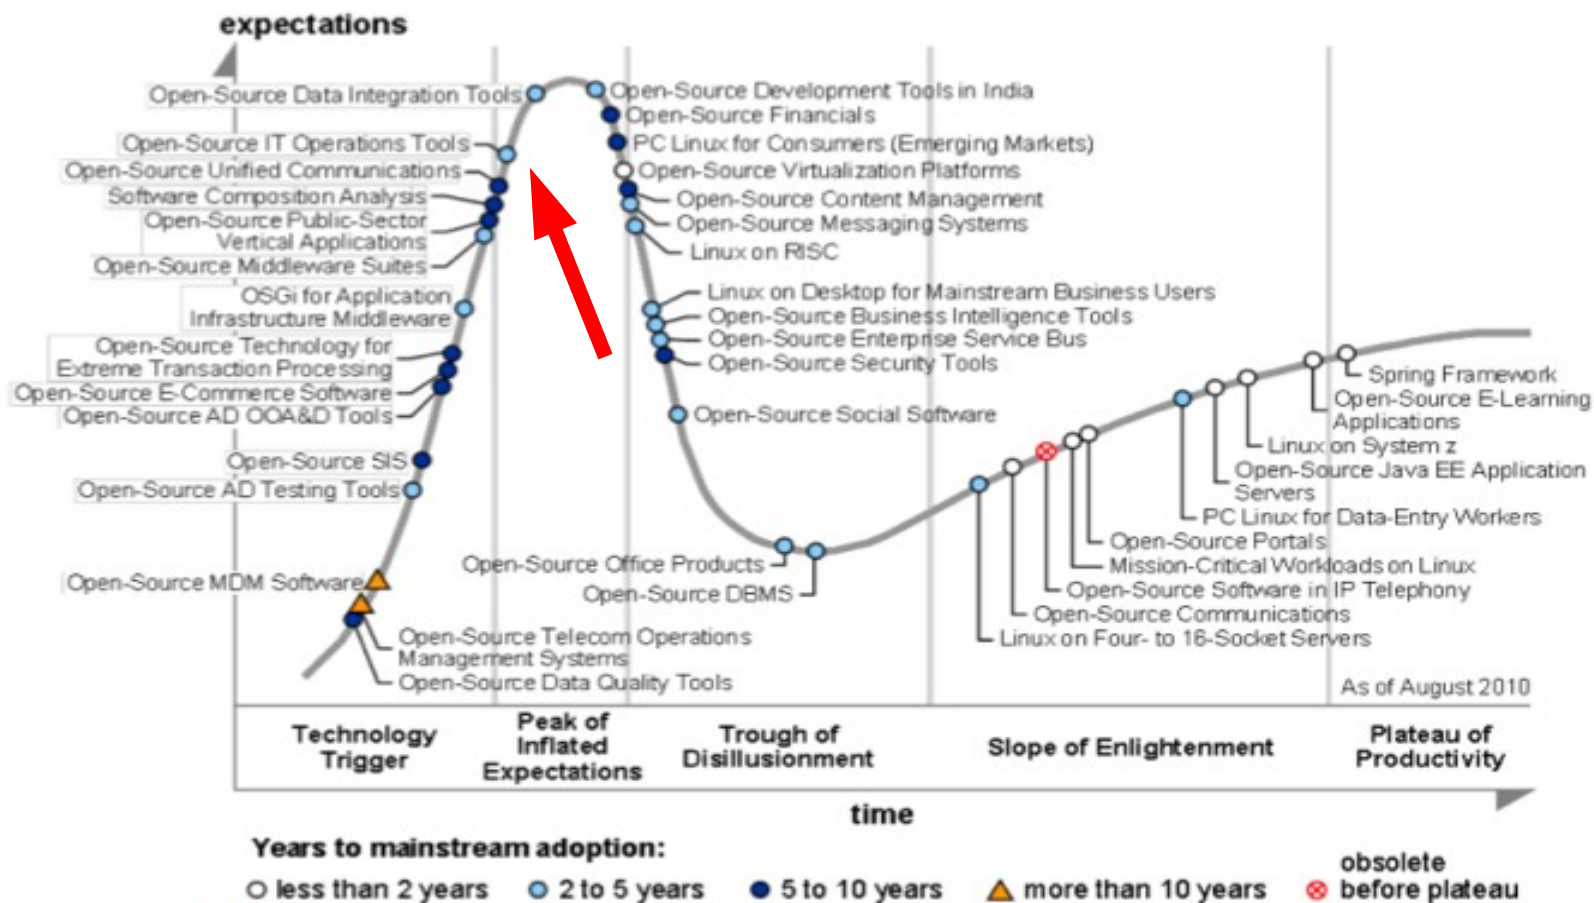 expectations
Open-Source Data Integration Tools
Open-Source IT Operations Tools
Open-Source Unified Communications
Software Composition Analysis
Open-Source Public-Sector
Vertical Applications
Open-Source Middleware Suites
OSGi for Application
Infrastructure Middleware
Open-Source Technology for
Extreme Transaction Processing
Open-Source E-Commerce Software
Open-Source AD OOA&D Tools
Open-Source SIS
Open-Source AD Testing Tools
Open-Source MDM Software
Open-Source Telecom Operations
Management Systems
Open-Source Data Quality Tools
Open-Source Development Tools in India
Open-Source Financials
PC Linux for Consumers (Emerging Markets)
Open-Source Virtualization Platforms
Open-Source Content Management
Open-Source Messaging Systems
Linux on RISC
Linux on Desktop for Mainstream Business Users
Open-Source Business Intelligence Tools
Open-Source Enterprise Service Bus
Open-Source Security Tools
Open-Source Social Software
Open-Source Office Products
Open-Source DBMS
Spring Framework
Open-Source E-Learning
Applications
Linux on System z
Open-Source Java EE Application
Servers
PC Linux for Data-Entry Workers
Open-Source Portals
Mission-Critical Workloads on Linux
Open-Source Software in IP Telephony
Open-Source Communications
Linux on Four- to 16-Socket Servers
As of August 2010
Technology
Trigger
Peak of
Inflated
Expectations
Trough of
Disillusionment
Slope of Enlightenment
Plateau of
Productivity
time
Years to mainstream adoption:
less than 2 years
2 to 5 years
5 to 10 years
more than 10 years
obsolete
before plateau